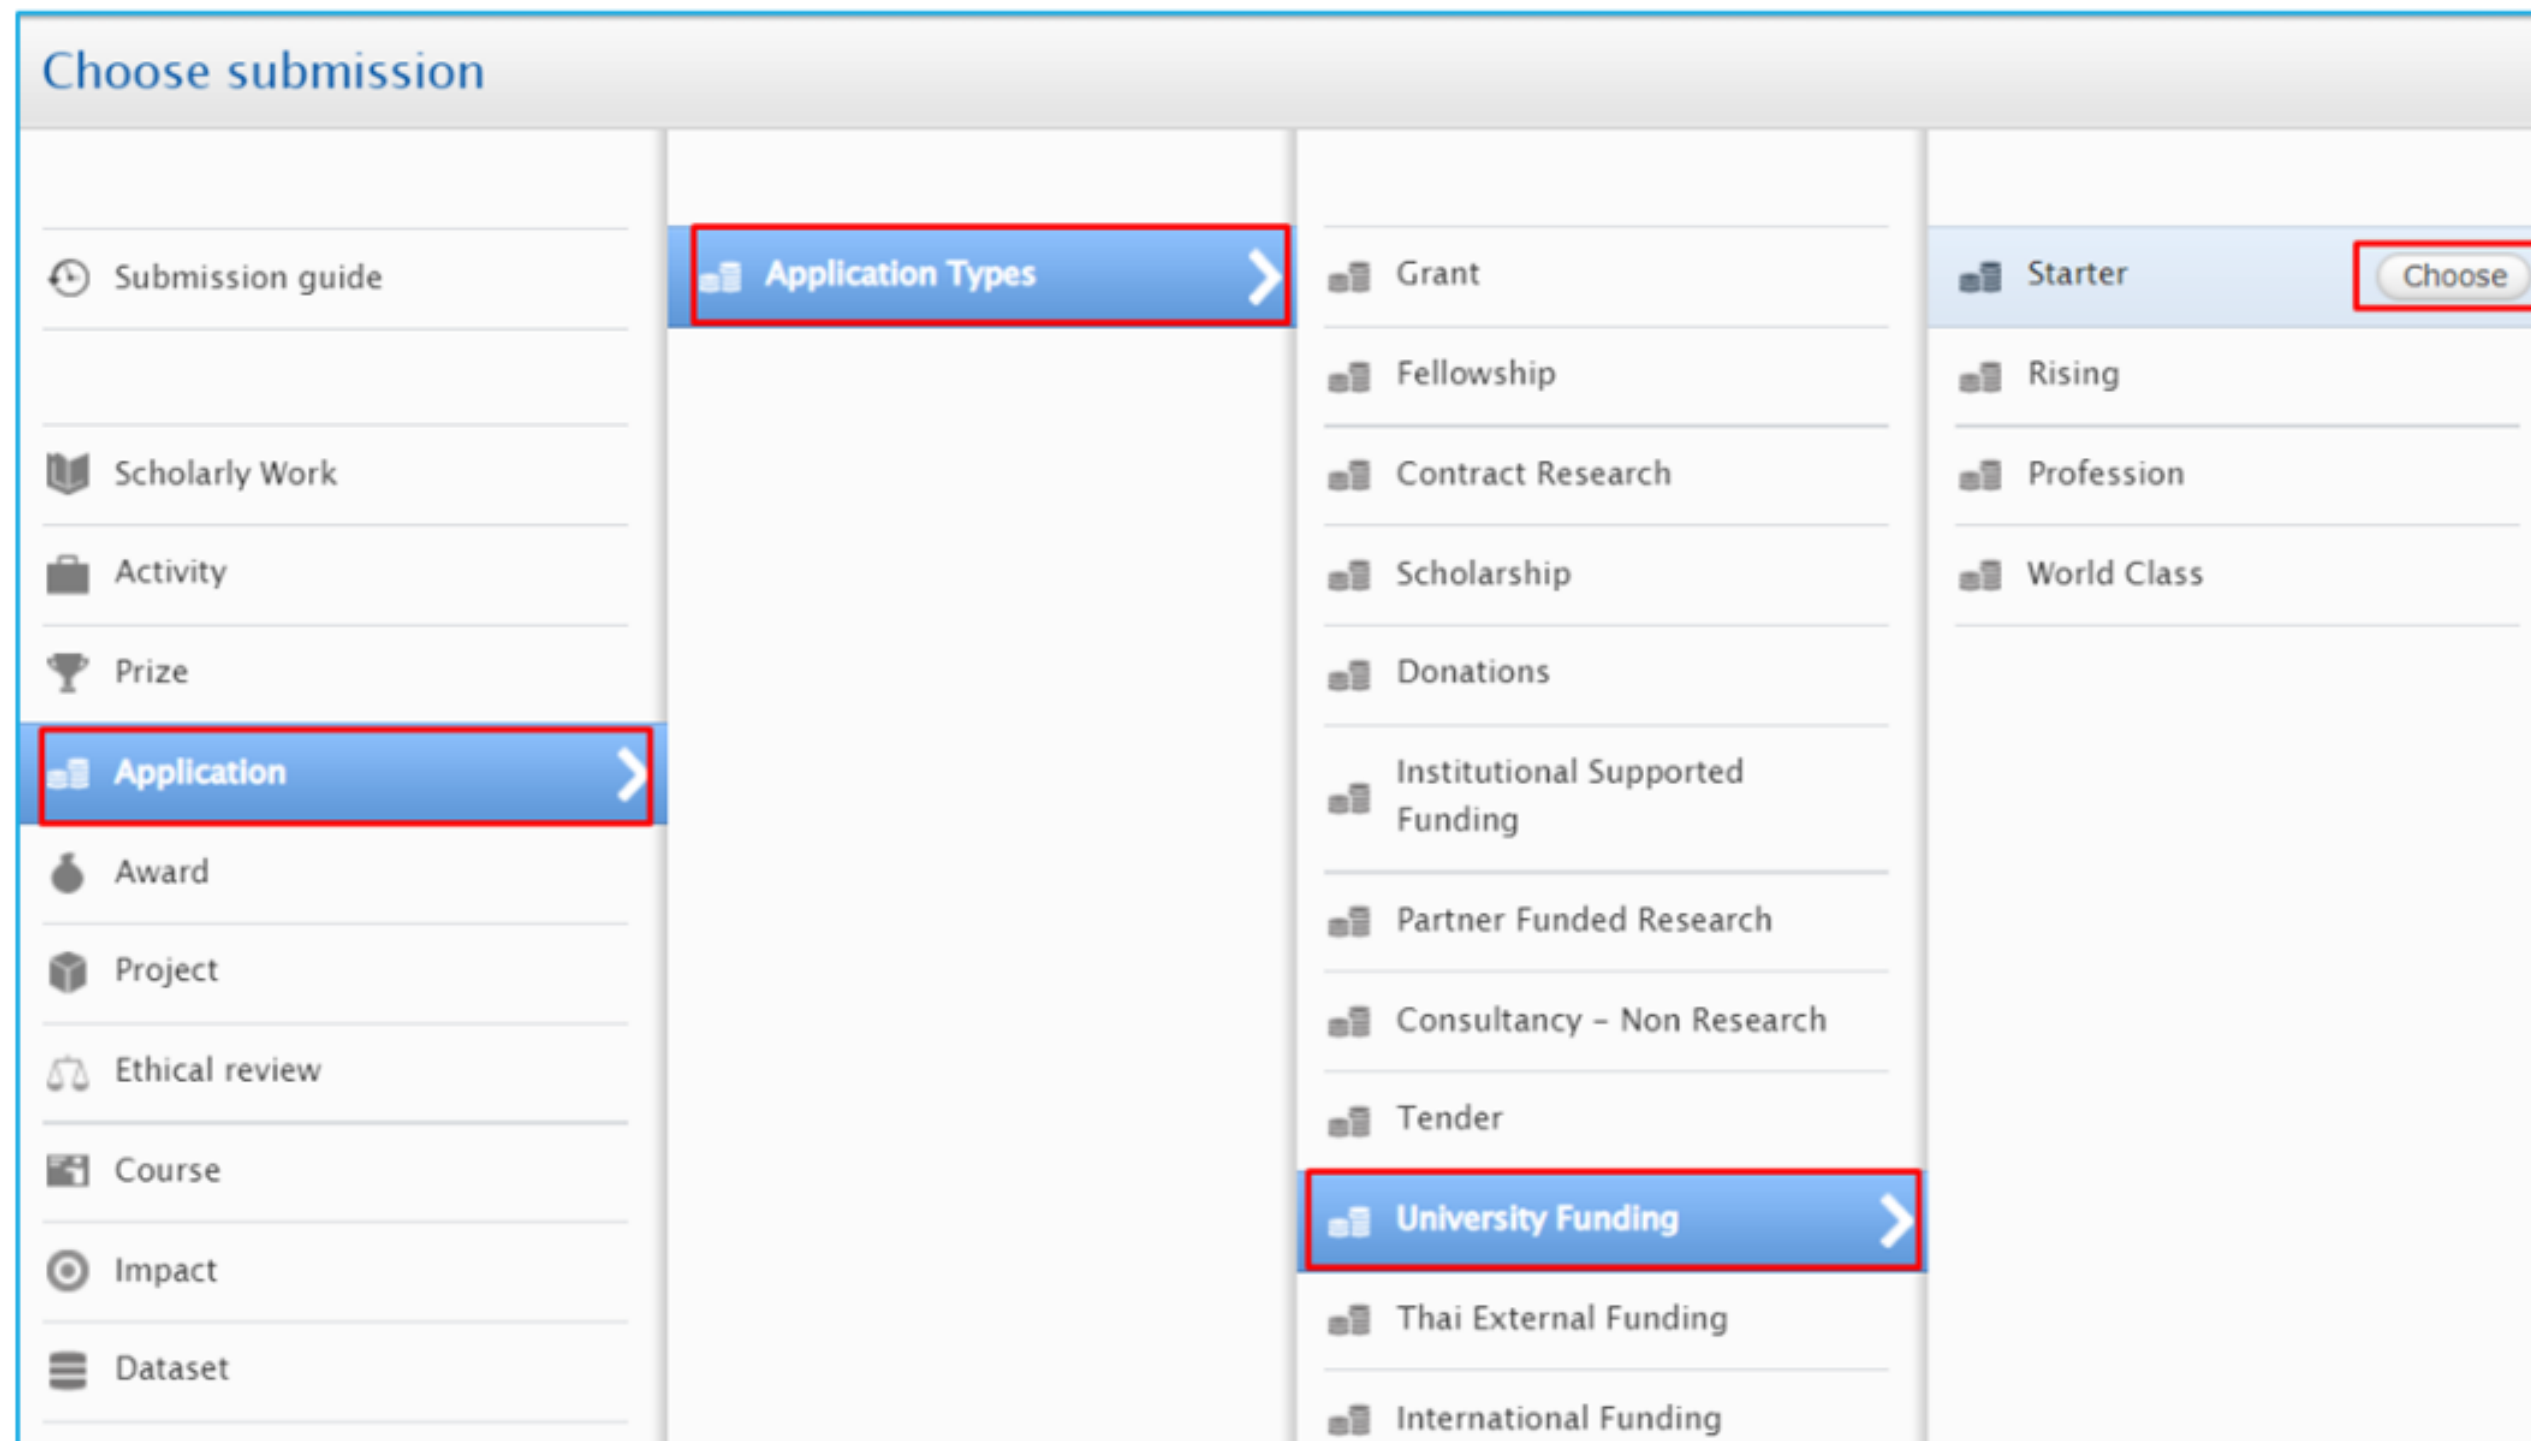 Choose submission
Submission guide
Scholarly Work
Activity
Prize
Application
Award
Project
Ethical review
Course
Impact
Dataset
Application Types
Grant
Fellowship
Contract Research
Scholarship
Donations
Institutional Supported
Funding
Partner Funded Research
Consultancy – Non Research
Tender
University Funding
Thai External Funding
International Funding
Starter
Choose
Rising
Profession
World Class